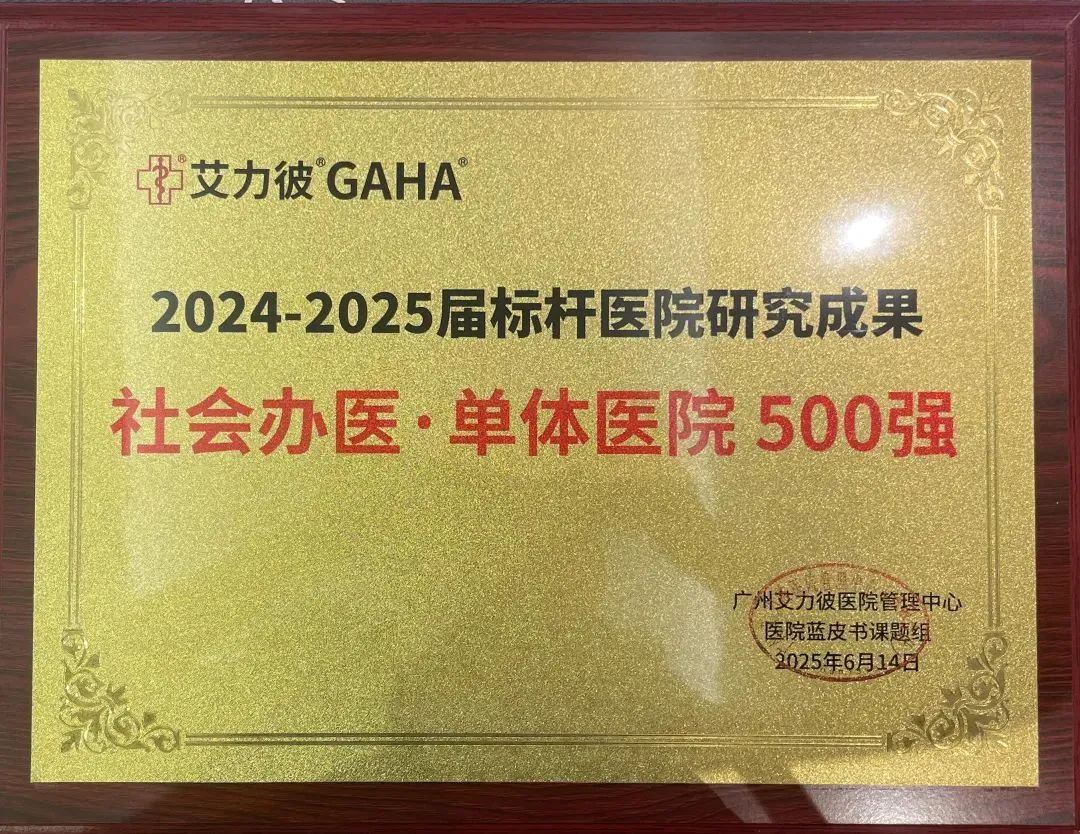 艾力彼®GAHA®
2024-2025届标杆医院研究成果
社会办医·单体医院 500强
广州艾力彼医院管理中心
医院蓝皮书课题组
2025年6月14日